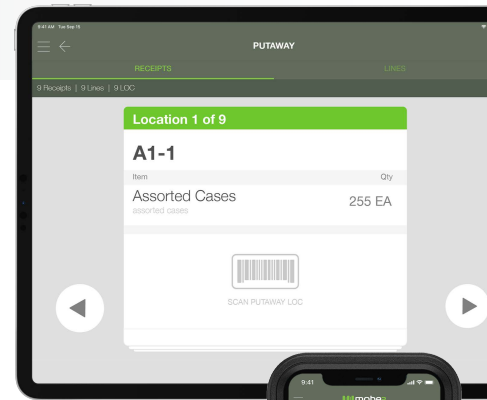 9:41 AM Tue Sep 15
PUTAWAY
RECEIPTS LINES
9 Receipts | 9 Lines | 9 LOC
Location 1 of 9
A1-1
Item Qty
Assorted Cases 255 EA
assorted cases
SCAN PUTAWAY LOC
9:41
mobe3